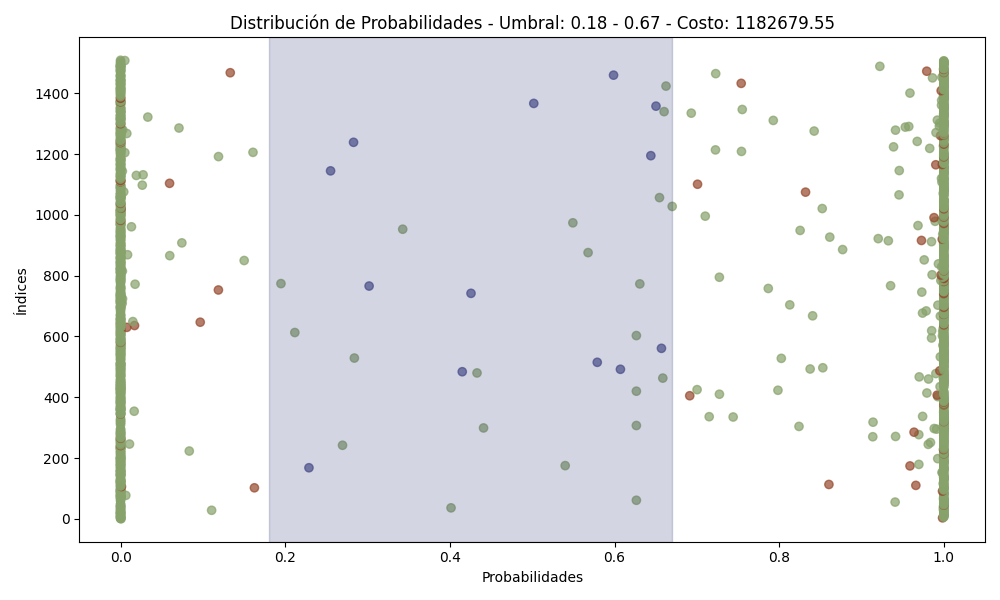 Distribución de Probabilidades - Umbral: 0.18 - 0.67 - Costo: 1182679.55
Índices
1400
1200
1000
800
600
400
200
0
0.0 0.2 0.4 0.6 0.8 1.0
Probabilidades